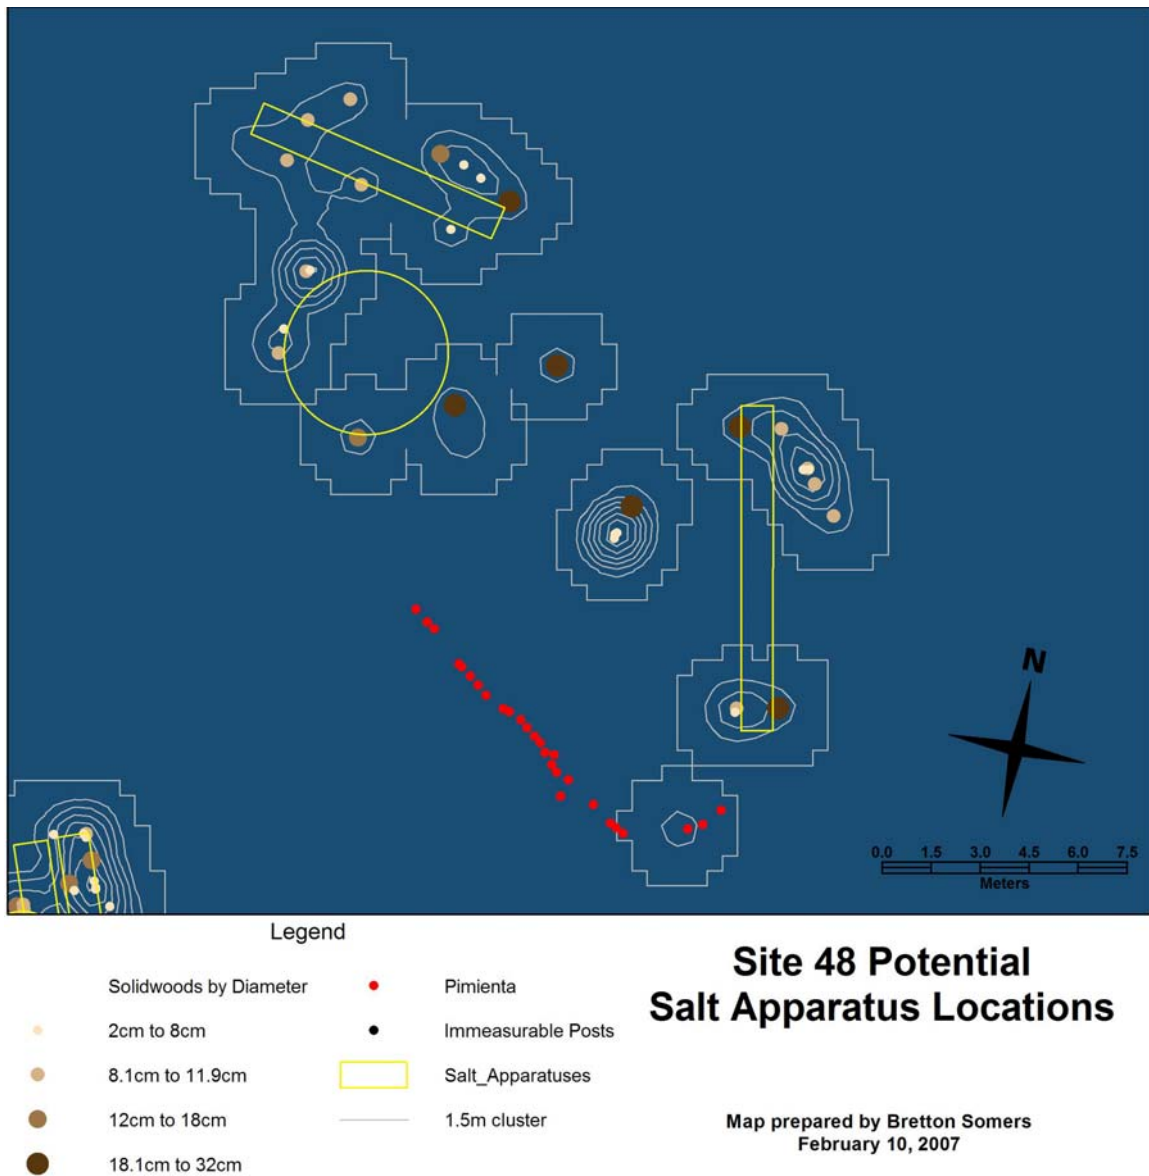 N
0.0 1.5 3.0 4.5 6.0 7.5
Meters
Legend
Solidwoods by Diameter
2cm to 8cm
8.1cm to 11.9cm
12cm to 18cm
18.1cm to 32cm
Pimienta
Immeasurable Posts
Salt_Apparatuses
1.5m cluster
Site 48 Potential
Salt Apparatus Locations
Map prepared by Bretton Somers
February 10, 2007